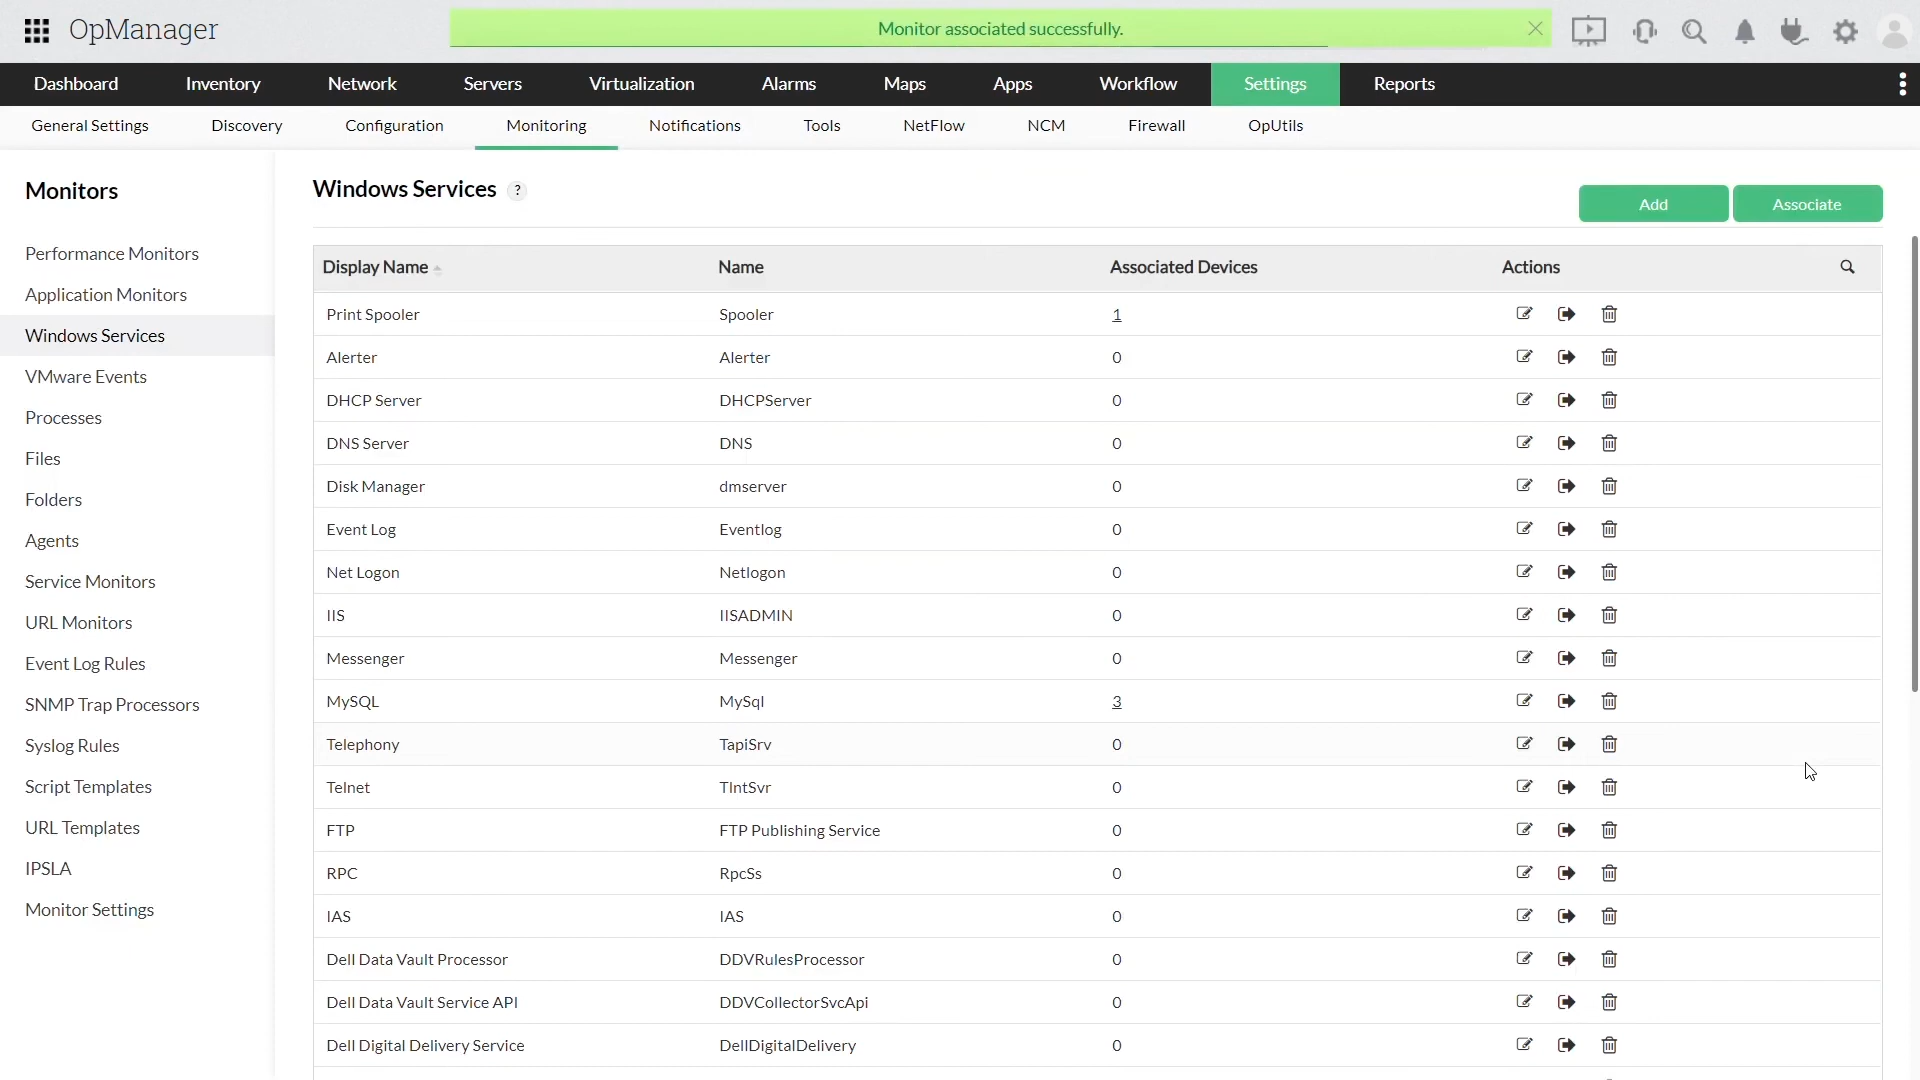 OpManager
Monitor associated successfully.
Dashboard Inventory Network Servers Virtualization Alarms Maps Apps Workflow Settings Reports
General Settings Discovery Configuration Monitoring Notifications Tools NetFlow NCM Firewall OpUtils
Monitors
Performance Monitors
Application Monitors
Windows Services
VMware Events
Processes
Files
Folders
Agents
Service Monitors
URL Monitors
Event Log Rules
SNMP Trap Processors
Syslog Rules
Script Templates
URL Templates
IPSLA
Monitor Settings
Windows Services ?
Add Associate
Display Name Name Associated Devices Actions
Print Spooler Spooler 1
Alerter Alerter 0
DHCP Server DHCPServer 0
DNS Server DNS 0
Disk Manager dmserver 0
Event Log Eventlog 0
Net Logon Netlogon 0
IIS IISADMIN 0
Messenger Messenger 0
MySQL MySql 3
Telephony TapiSrv 0
Telnet TlntSvr 0
FTP FTP Publishing Service 0
RPC RpcSs 0
IAS IAS 0
Dell Data Vault Processor DDVRulesProcessor 0
Dell Data Vault Service API DDVCollectorSvcApi 0
Dell Digital Delivery Service DellDigitalDelivery 0